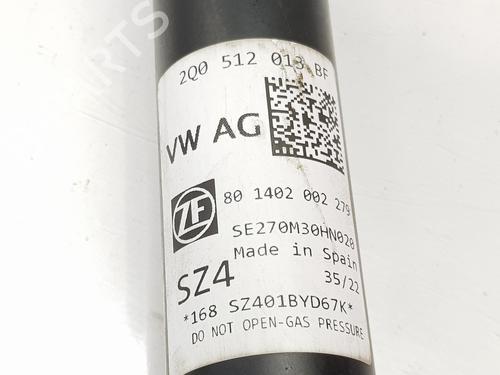 2Q0 512 013 BF
VW AG
ZF
80 1402 002 279
SE270M30HN020
Made in Spain
SZ4
35/22
*168 SZ401BYD67K*
DO NOT OPEN-GAS PRESSURE